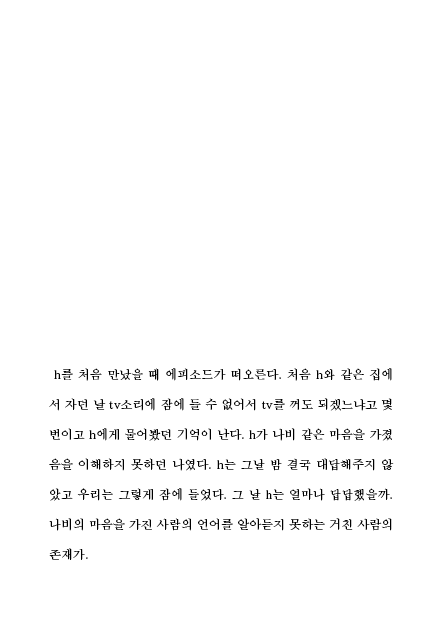 h를 처음 만났을 때 에피소드가 떠오른다. 처음 h와 같은 집에
서 자던 날 tv소리에 잠에 들 수 없어서 tv를 꺼도 되겠느냐고 몇
번이고 h에게 물어봤던 기억이 난다. h가 나비 같은 마음을 가졌
음을 이해하지 못하던 나였다. h는 그날 밤 결국 대답해주지 않
았고 우리는 그렇게 잠에 들었다. 그 날 h는 얼마나 답답했을까.
나비의 마음을 가진 사람의 언어를 알아듣지 못하는 거친 사람의
존재가.